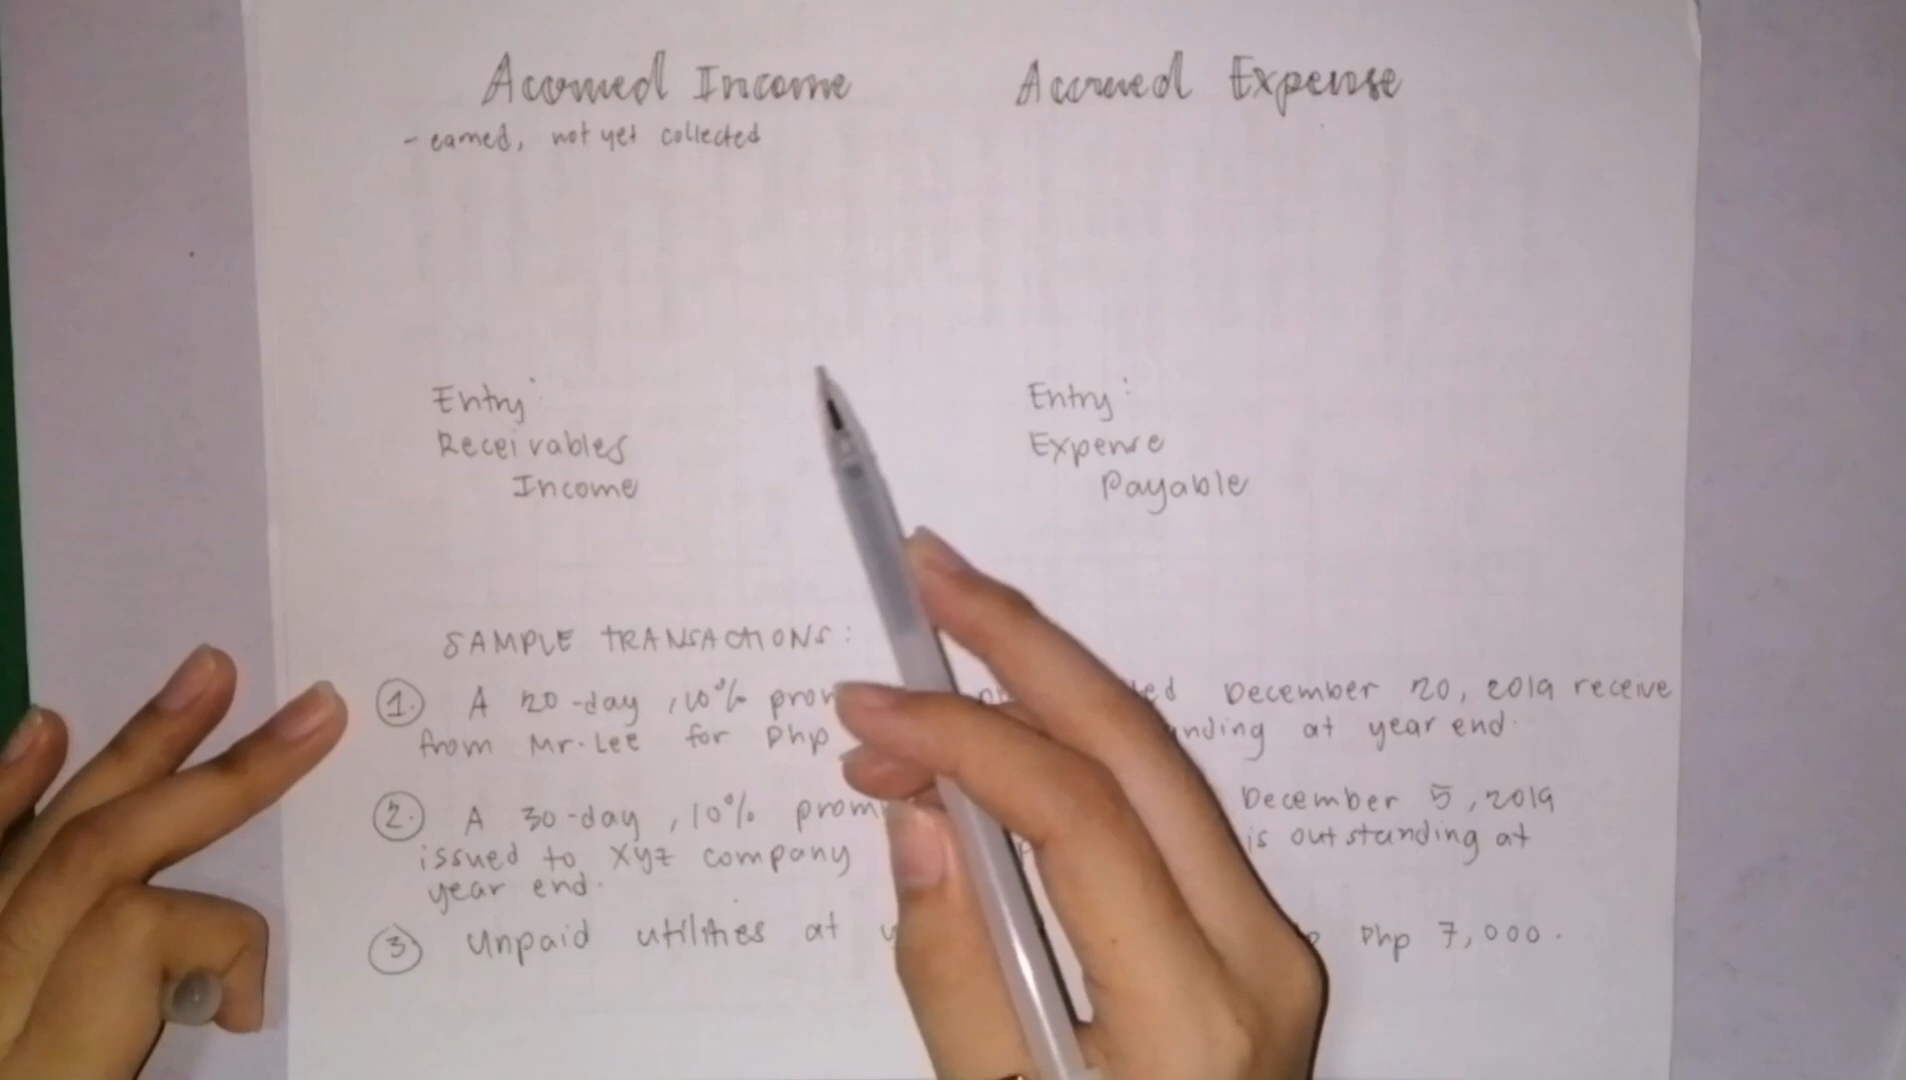 Accrued Income
Accrued Expense
- earned, not yet collected
Entry:
Receivables
Income
Entry:
Expense
Payable
SAMPLE TRANSACTIONS:
1. A 20-day, 10% December 20, 2019 receive
from Mr. Lee for Php at year end.
2. A 30-day, 10% December 5, 2019
issued to XYZ company is outstanding at
year end.
3. Unpaid utilities at Php 7,000.